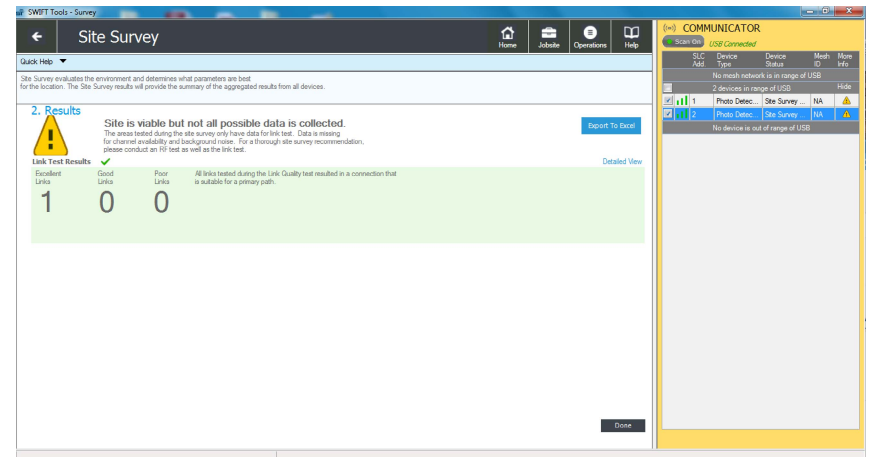 SWIFT Tools - Survey
Site Survey
Home
Jobsite
Operations
Help
Quick Help
Site Survey evaluates the environment and determines what parameters are best
for the location. The Site Survey results will provide the summary of the aggregated results from all devices.
2. Results
Site is viable but not all possible data is collected.
The areas tested during the site survey only have data for link test. Data is missing
for channel availability and background noise. For a thorough site survey recommendation,
please conduct an RF test as well as the link test.
Export To Excel
Link Test Results
Detailed View
Excellent Links
Good Links
Poor Links
All links tested during the Link Quality test resulted in a connection that
is suitable for a primary path.
1
0
0
Done
COMMUNICATOR
Scan On
USB Connected
SLC Add.
Device Type
Device Status
Mesh ID
More Info
No mesh network is in range of USB
2 devices in range of USB
Hide
1 Photo Detec... Site Survey ... NA
2 Photo Detec... Site Survey ... NA
No device is out of range of USB